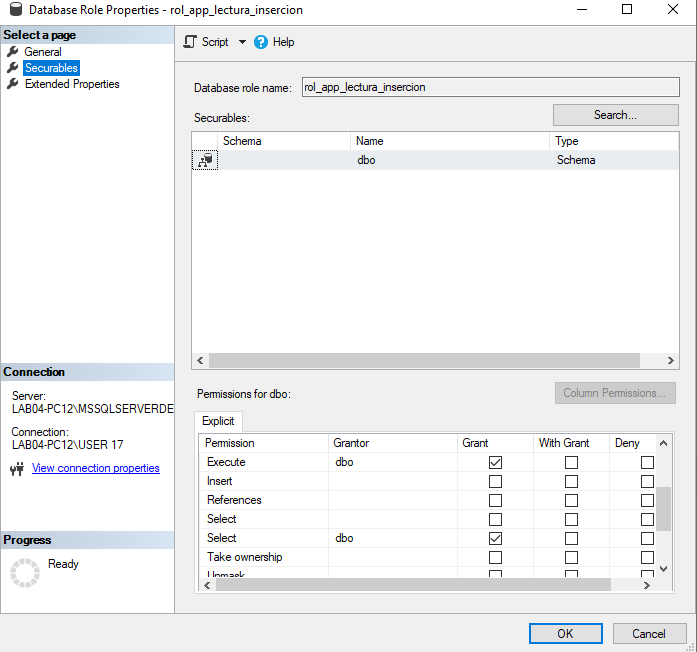 Database Role Properties - rol_app_lectura_insercion
Select a page
General
Securables
Extended Properties
Script
Help
Database role name: rol_app_lectura_insercion
Securables:
Search...
Schema Name Type
dbo Schema
Connection
Server:
LAB04-PC12\MSSQLSERVERDE
Connection:
LAB04-PC12\USER 17
View connection properties
Progress
Ready
Permissions for dbo:
Column Permissions...
Explicit
Permission Grantor Grant With Grant Deny
Execute dbo
Insert
References
Select
Select dbo
Take ownership
Unmask
OK Cancel